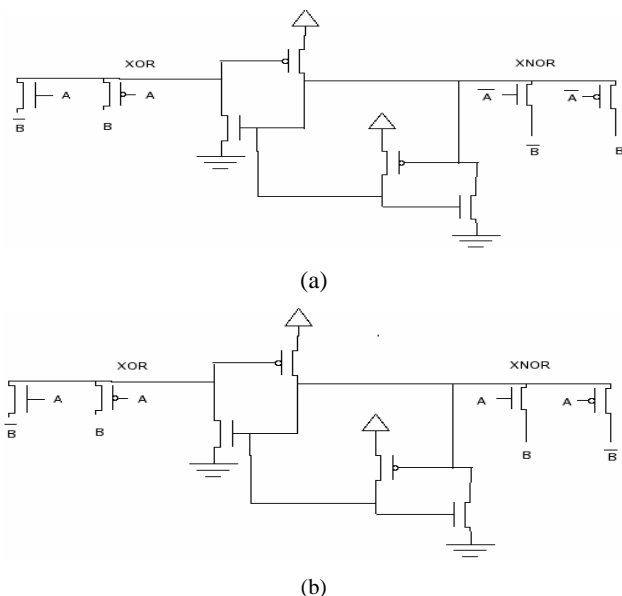 XOR XNOR
A A A̅ A̅
B̅ B B̅ B
(a)
XOR XNOR
A A A A
B̅ B B B̅
(b)